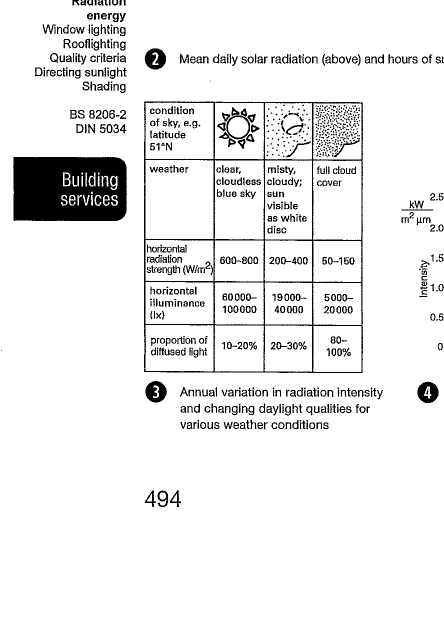 Radiation
energy
Window lighting
Rooflighting
Quality criteria
Directing sunlight
Shading
BS 8206-2
DIN 5034
Building
services
2 Mean daily solar radiation (above) and hours of
condition
of sky, e.g.
latitude
51°N
weather
clear,
cloudless
blue sky
misty,
cloudy;
sun
visible
as white
disc
full cloud
cover
horizontal
radiation
strength (W/m²)
600–800
200–400
50–150
horizontal
illuminance
(lx)
60000–
100000
19000–
40000
5000–
20000
proportion of
diffused light
10–20%
20–30%
80–
100%
3 Annual variation in radiation intensity
and changing daylight qualities for
various weather conditions
kW
m² µm
2.5
2.0
1.5
1.0
0.5
0
Intensity
4
494